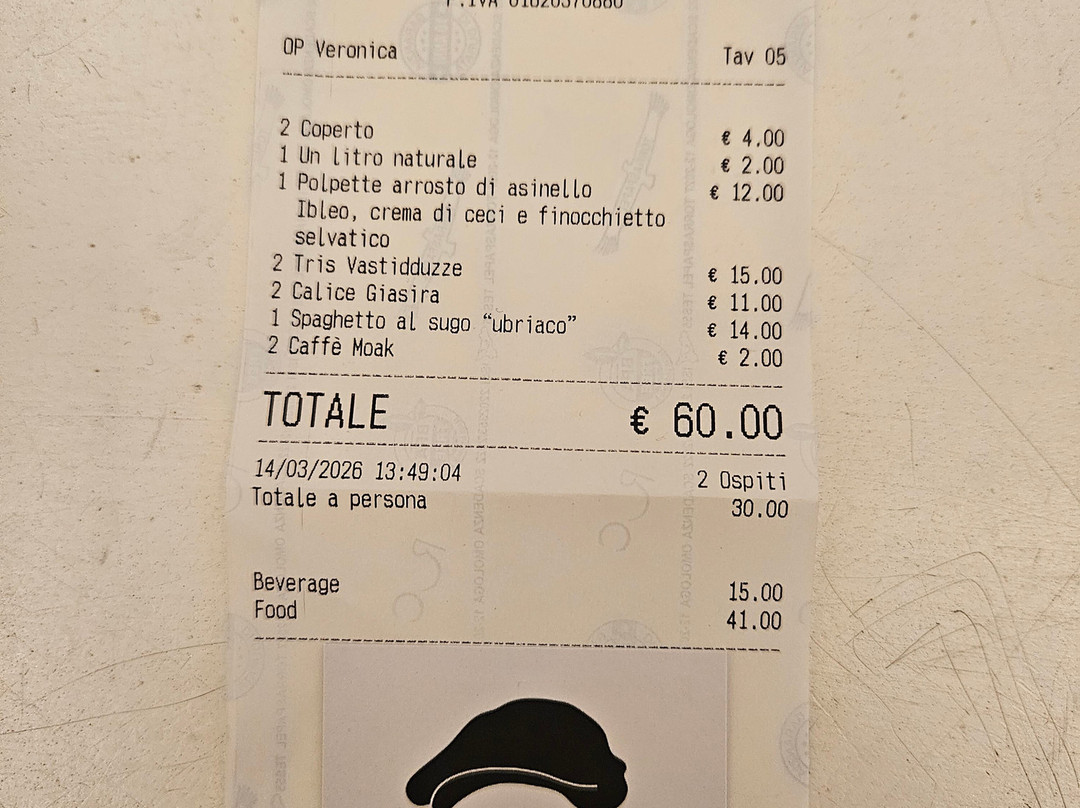 OP Veronica Tav 05
2 Coperto € 4.00
1 Un litro naturale € 2.00
1 Polpette arrosto di asinello € 12.00
Ibleo, crema di ceci e finocchietto
selvatico
2 Tris Vastidduzze € 15.00
2 Calice Giasira € 11.00
1 Spaghetto al sugo “ubriaco” € 14.00
2 Caffè Moak € 2.00
TOTALE € 60.00
14/03/2026 13:49:04 2 Ospiti
Totale a persona 30.00
Beverage 15.00
Food 41.00